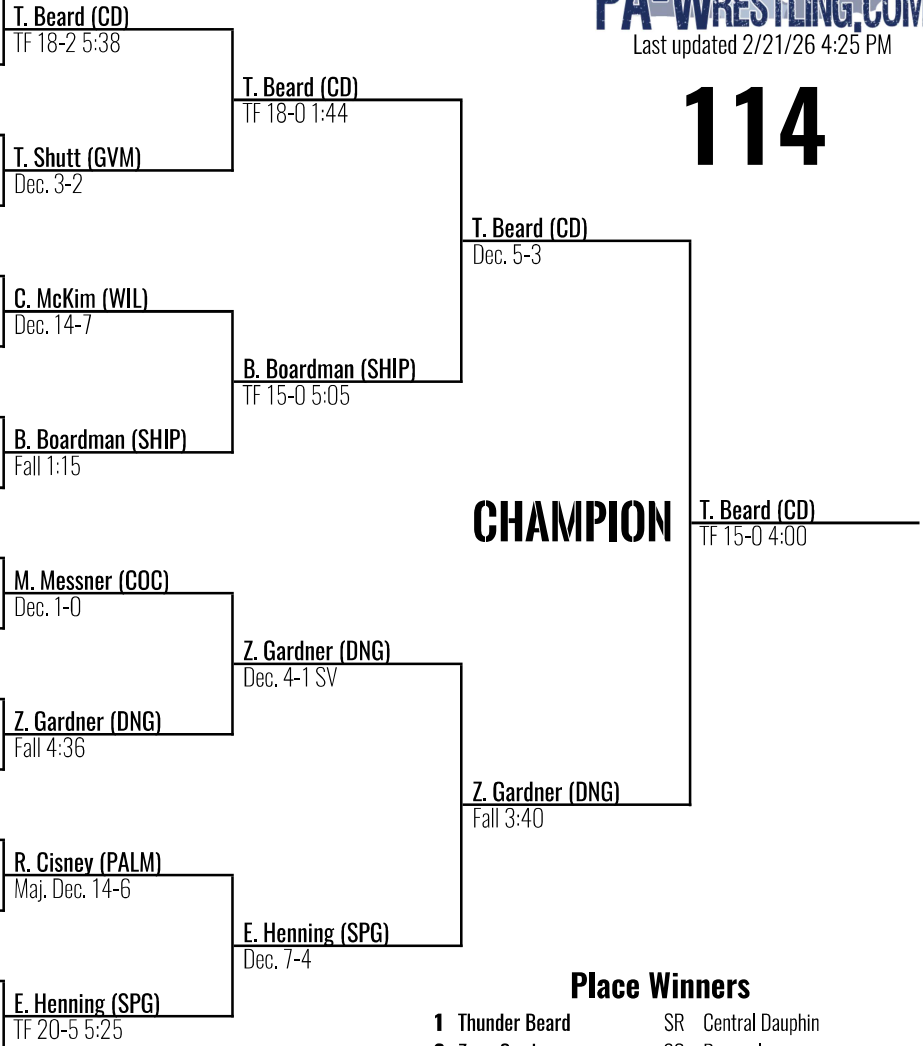 PA-WRESTLING.COM
Last updated 2/21/26 4:25 PM
114
T. Beard (CD)
TF 18-2 5:38
T. Beard (CD)
TF 18-0 1:44
T. Shutt (GVM)
Dec. 3-2
T. Beard (CD)
Dec. 5-3
C. McKim (WIL)
Dec. 14-7
B. Boardman (SHIP)
TF 15-0 5:05
B. Boardman (SHIP)
Fall 1:15
CHAMPION
T. Beard (CD)
TF 15-0 4:00
M. Messner (COC)
Dec. 1-0
Z. Gardner (DNG)
Dec. 4-1 SV
Z. Gardner (DNG)
Fall 4:36
Z. Gardner (DNG)
Fall 3:40
R. Cisney (PALM)
Maj. Dec. 14-6
E. Henning (SPG)
Dec. 7-4
E. Henning (SPG)
TF 20-5 5:25
Place Winners
1 Thunder Beard SR Central Dauphin